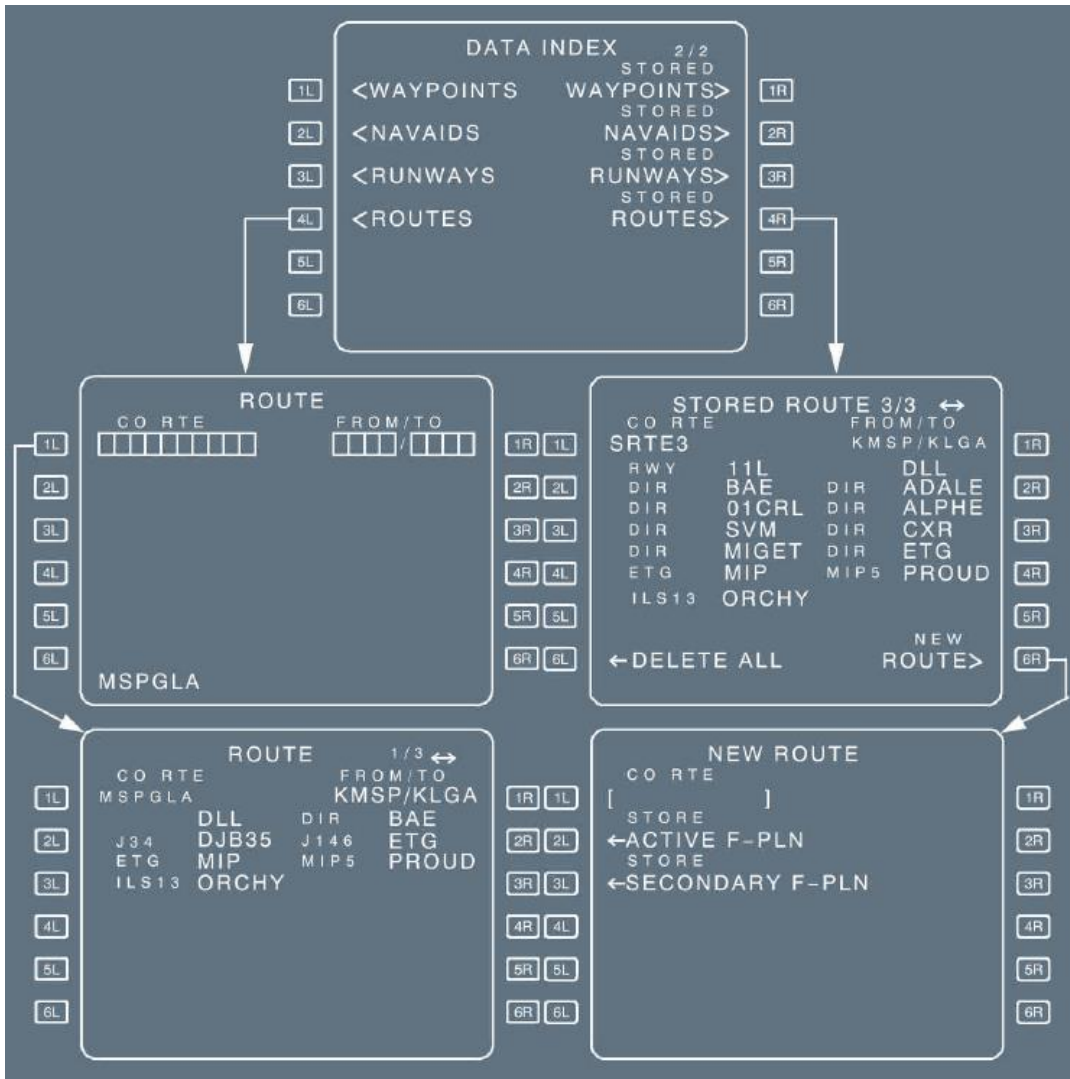 DATA INDEX 2/2
STORED
1L <WAYPOINTS WAYPOINTS> 1R
STORED
2L <NAVAIDS NAVAIDS> 2R
STORED
3L <RUNWAYS RUNWAYS> 3R
STORED
4L <ROUTES ROUTES> 4R
5L 5R
6L 6R
ROUTE
CO RTE FROM/TO
1L / 1R
2L 2R
3L 3R
4L 4R
5L 5R
6L 6R
MSPGLA
STORED ROUTE 3/3 ↔
CO RTE FROM/TO
1L SRTE3 KMSP/KLGA 1R
RWY 11L DLL
2L DIR BAE DIR ADALE 2R
DIR 01CRL DIR ALPHE
3L DIR SVM DIR CXR 3R
DIR MIGET DIR ETG
4L ETG MIP MIP5 PROUD 4R
ILS13 ORCHY
5L 5R
NEW
6L ←DELETE ALL ROUTE> 6R
ROUTE 1/3 ↔
CO RTE FROM/TO
1L MSPGLA KMSP/KLGA 1R
DLL DIR BAE
2L J34 DJB35 J146 ETG 2R
ETG MIP MIP5 PROUD
3L ILS13 ORCHY 3R
4L 4R
5L 5R
6L 6R
NEW ROUTE
CO RTE
1L [ ] 1R
STORE
2L ←ACTIVE F-PLN 2R
STORE
3L ←SECONDARY F-PLN 3R
4L 4R
5L 5R
6L 6R